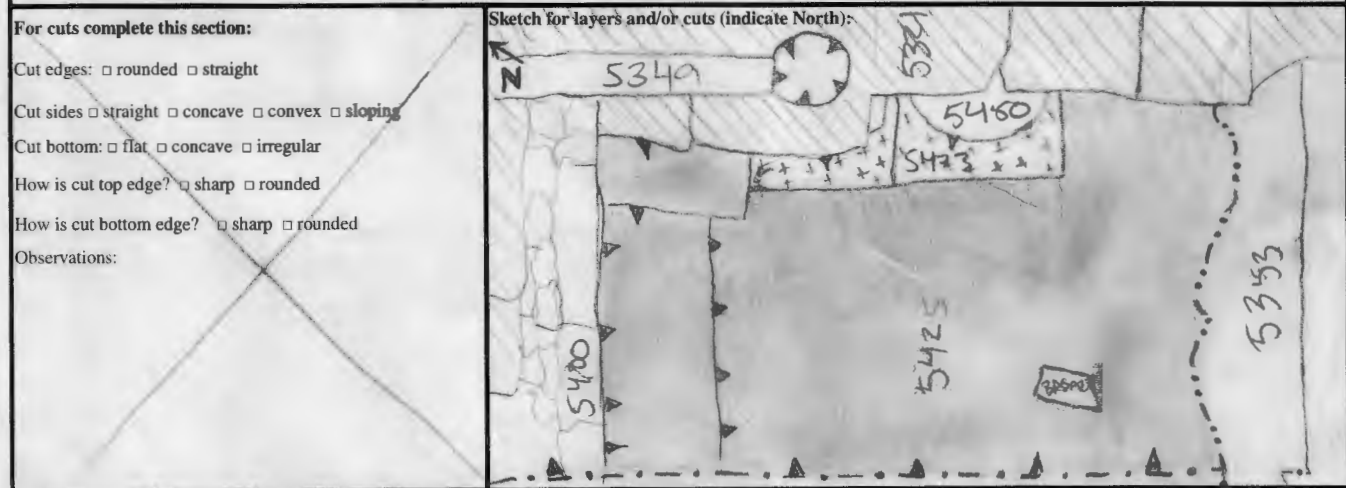 For cuts complete this section:
Cut edges: □ rounded □ straight
Cut sides □ straight □ concave □ convex □ sloping
Cut bottom: □ flat □ concave □ irregular
How is cut top edge? □ sharp □ rounded
How is cut bottom edge? □ sharp □ rounded
Observations:
Sketch for layers and/or cuts (indicate North):
N
5349
5480
5473
5400
5425
5353